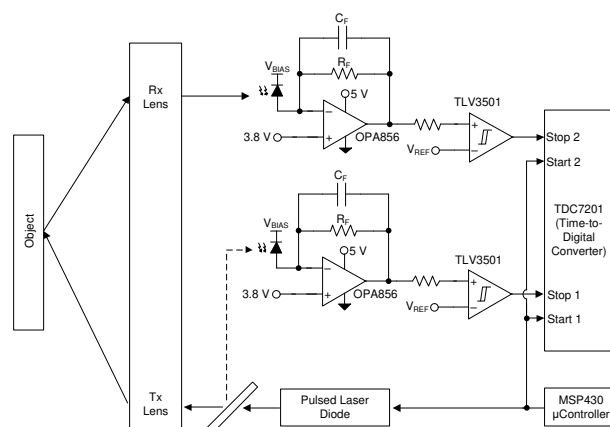 C_F
R_F
V_BIAS
5 V
Rx
Lens
TLV3501
−
+
+
−
OPA856
3.8 V
V_REF
Stop 2
Start 2
TDC7201
(Time-to-
Digital
Converter)
Object
C_F
R_F
V_BIAS
5 V
TLV3501
−
+
+
−
OPA856
3.8 V
V_REF
Stop 1
Start 1
Tx
Lens
Pulsed Laser
Diode
MSP430
µController